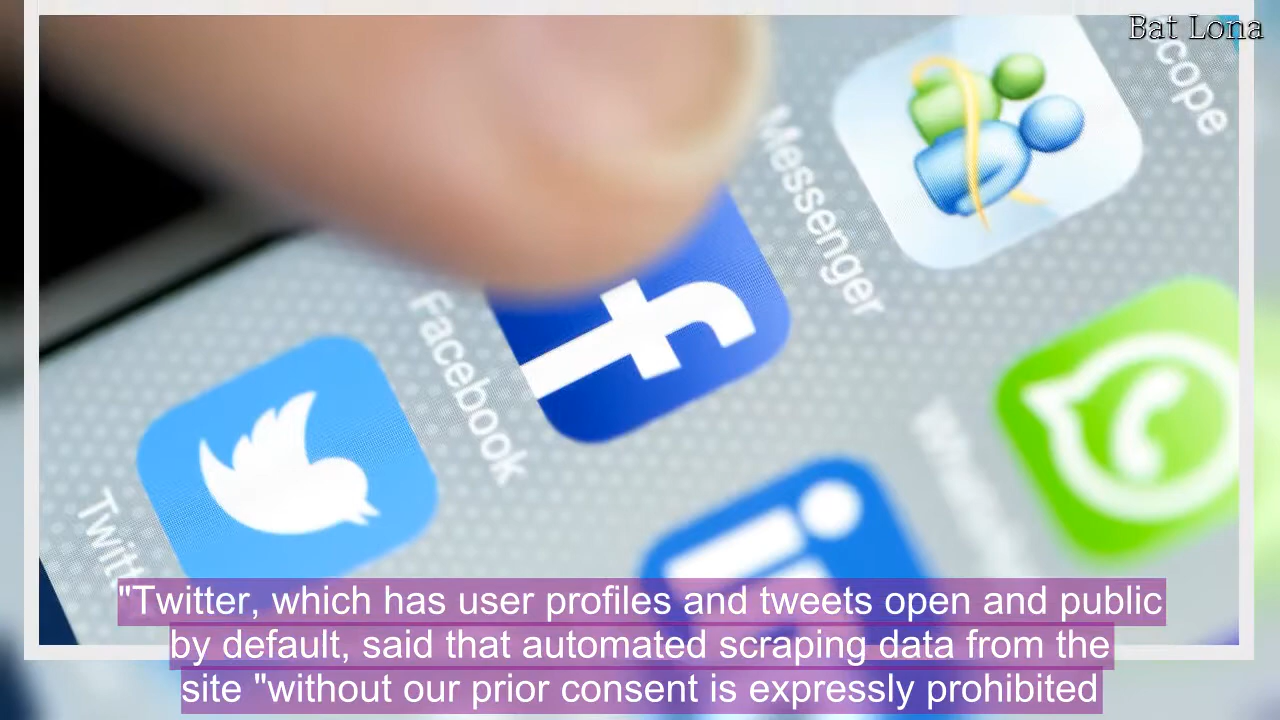 Bat Lona
Messenger
Facebook
"Twitter, which has user profiles and tweets open and public
by default, said that automated scraping data from the
site "without our prior consent is expressly prohibited